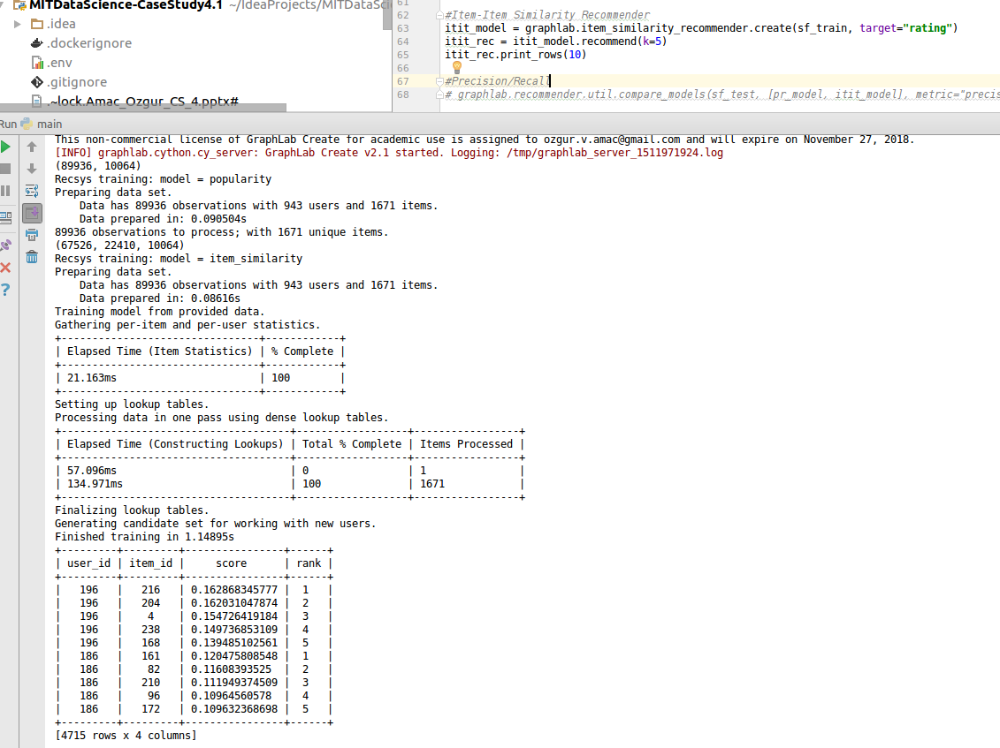 MITDataScience-CaseStudy4.1 ~/IdeaProjects/MITDataSci
.idea
.dockerignore
.env
.gitignore
.~lock.Amac_Ozgur_CS_4.pptx#
61
62 #Item-Item Similarity Recommender
63 itit_model = graphlab.item_similarity_recommender.create(sf_train, target="rating")
64 itit_rec = itit_model.recommend(k=5)
65 itit_rec.print_rows(10)
66
67 #Precision/Recall
68 # graphlab.recommender.util.compare_models(sf_test, [pr_model, itit_model], metric="precis
Run main
This non-commercial license of GraphLab Create for academic use is assigned to ozgur.v.amac@gmail.com and will expire on November 27, 2018.
[INFO] graphlab.cython.cy_server: GraphLab Create v2.1 started. Logging: /tmp/graphlab_server_1511971924.log
(89936, 10064)
Recsys training: model = popularity
Preparing data set.
    Data has 89936 observations with 943 users and 1671 items.
    Data prepared in: 0.090504s
89936 observations to process; with 1671 unique items.
(67526, 22410, 10064)
Recsys training: model = item_similarity
Preparing data set.
    Data has 89936 observations with 943 users and 1671 items.
    Data prepared in: 0.08616s
Training model from provided data.
Gathering per-item and per-user statistics.
+--------------------------------+------------+
| Elapsed Time (Item Statistics) | % Complete |
+--------------------------------+------------+
| 21.163ms                       | 100        |
+--------------------------------+------------+
Setting up lookup tables.
Processing data in one pass using dense lookup tables.
+-------------------------------------+------------------+-----------------+
| Elapsed Time (Constructing Lookups) | Total % Complete | Items Processed |
+-------------------------------------+------------------+-----------------+
| 57.096ms                            | 0                | 1               |
| 134.971ms                           | 100              | 1671            |
+-------------------------------------+------------------+-----------------+
Finalizing lookup tables.
Generating candidate set for working with new users.
Finished training in 1.14895s
+---------+---------+----------------+------+
| user_id | item_id |     score      | rank |
+---------+---------+----------------+------+
|   196   |   216   | 0.162868345777 |  1   |
|   196   |   204   | 0.162031047874 |  2   |
|   196   |    4    | 0.154726419184 |  3   |
|   196   |   238   | 0.149736853109 |  4   |
|   196   |   168   | 0.139485102561 |  5   |
|   186   |   161   | 0.120475808548 |  1   |
|   186   |    82   | 0.11608393525  |  2   |
|   186   |   210   | 0.111949374509 |  3   |
|   186   |    96   | 0.10964560578  |  4   |
|   186   |   172   | 0.109632368698 |  5   |
+---------+---------+----------------+------+
[4715 rows x 4 columns]